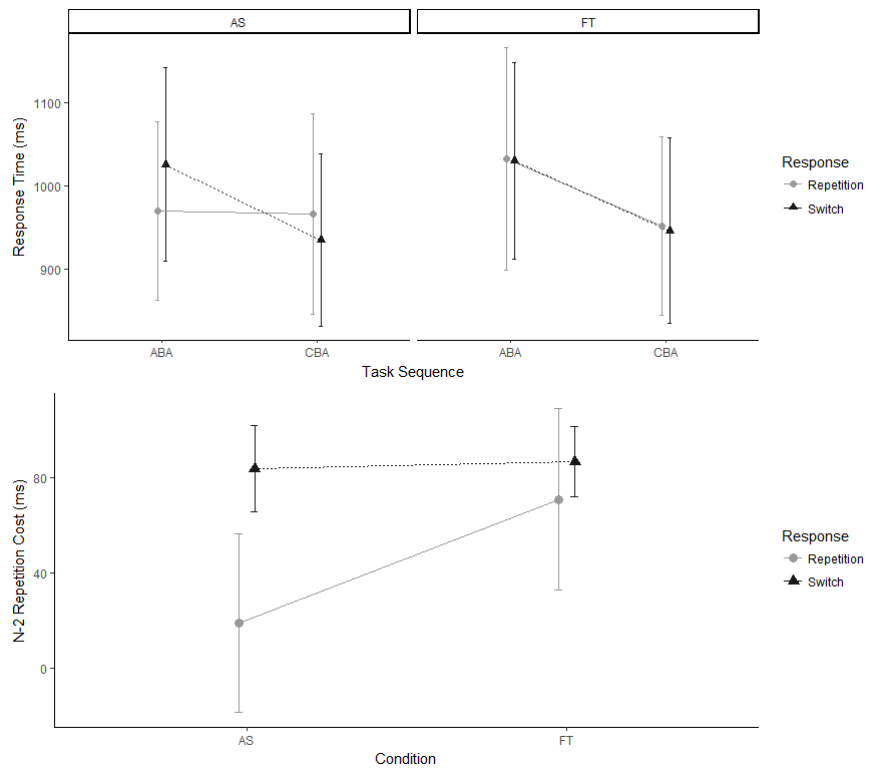 AS
FT
Response Time (ms)
1100
1000
900
ABA
CBA
ABA
CBA
Task Sequence
Response
Repetition
Switch
N-2 Repetition Cost (ms)
80
40
0
AS
FT
Condition
Response
Repetition
Switch